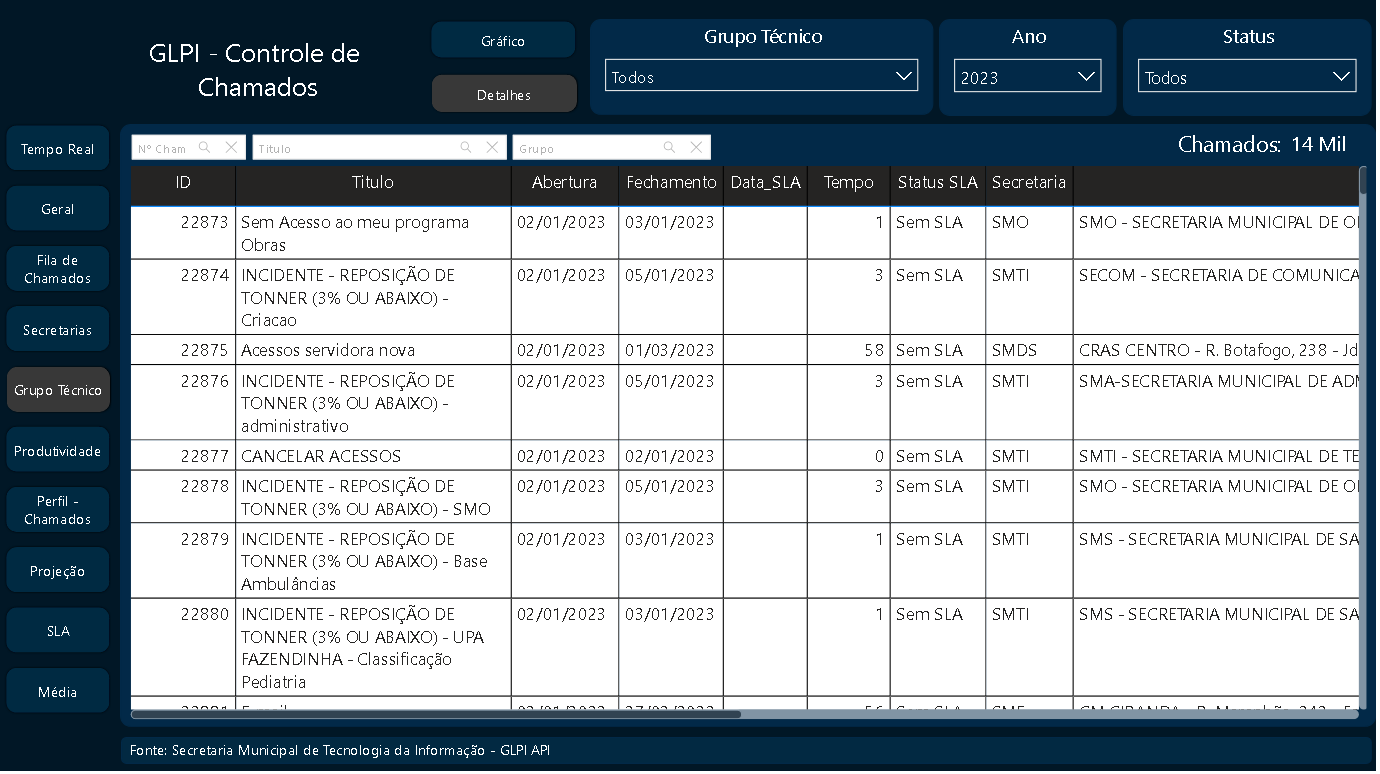 GLPI - Controle de
Chamados
Gráfico
Detalhes
Grupo Técnico
Todos
Ano
2023
Status
Todos
Tempo Real
Geral
Fila de
Chamados
Secretarias
Grupo Técnico
Produtividade
Perfil -
Chamados
Projeção
SLA
Média
Nº Cham
Titulo
Grupo
Chamados: 14 Mil
ID Titulo Abertura Fechamento Data_SLA Tempo Status SLA Secretaria
22873 Sem Acesso ao meu programa 02/01/2023 03/01/2023 1 Sem SLA SMO SMO - SECRETARIA MUNICIPAL DE
Obras
22874 INCIDENTE - REPOSIÇÃO DE 02/01/2023 05/01/2023 3 Sem SLA SMTI SECOM - SECRETARIA DE COMUNICA
TONNER (3% OU ABAIXO) -
Criacao
22875 Acessos servidora nova 02/01/2023 01/03/2023 58 Sem SLA SMDS CRAS CENTRO - R. Botafogo, 238 - Jd
22876 INCIDENTE - REPOSIÇÃO DE 02/01/2023 05/01/2023 3 Sem SLA SMTI SMA-SECRETARIA MUNICIPAL DE
TONNER (3% OU ABAIXO) -
administrativo
22877 CANCELAR ACESSOS 02/01/2023 02/01/2023 0 Sem SLA SMTI SMTI - SECRETARIA MUNICIPAL DE TE
22878 INCIDENTE - REPOSIÇÃO DE 02/01/2023 05/01/2023 3 Sem SLA SMTI SMO - SECRETARIA MUNICIPAL DE
TONNER (3% OU ABAIXO) - SMO
22879 INCIDENTE - REPOSIÇÃO DE 02/01/2023 03/01/2023 1 Sem SLA SMTI SMS - SECRETARIA MUNICIPAL DE SA
TONNER (3% OU ABAIXO) - Base
Ambulâncias
22880 INCIDENTE - REPOSIÇÃO DE 02/01/2023 03/01/2023 1 Sem SLA SMTI SMS - SECRETARIA MUNICIPAL DE SA
TONNER (3% OU ABAIXO) - UPA
FAZENDINHA - Classificação
Pediatria
Fonte: Secretaria Municipal de Tecnologia da Informação - GLPI API